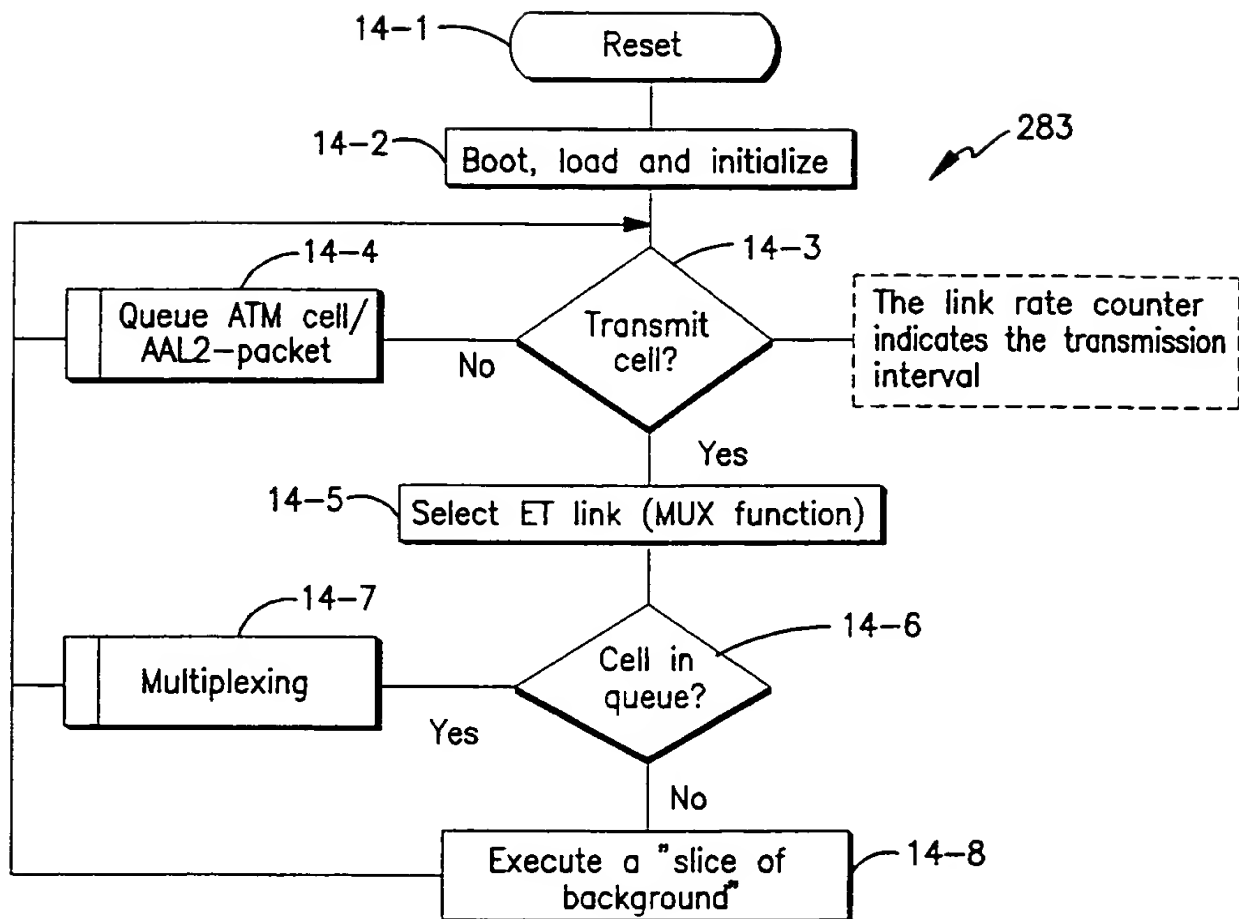 14-1
Reset
14-2
Boot, load and initialize
283
14-4
14-3
Queue ATM cell/
AAL2-packet
No
Transmit
cell?
The link rate counter
indicates the transmission
interval
Yes
14-5
Select ET link (MUX function)
14-7
14-6
Multiplexing
Yes
Cell in
queue?
No
Execute a "slice of
background"
14-8